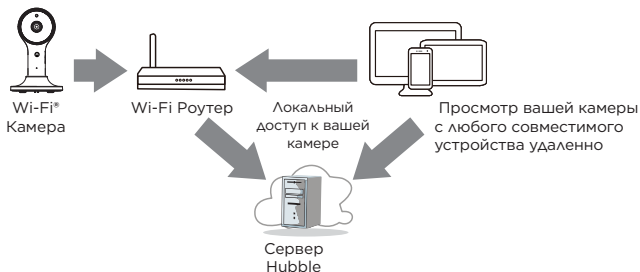 Wi-Fi®
Камера
Wi-Fi Роутер
Локальный
доступ к вашей
камере
Просмотр вашей камеры
с любого совместимого
устройства удаленно
Сервер
Hubble